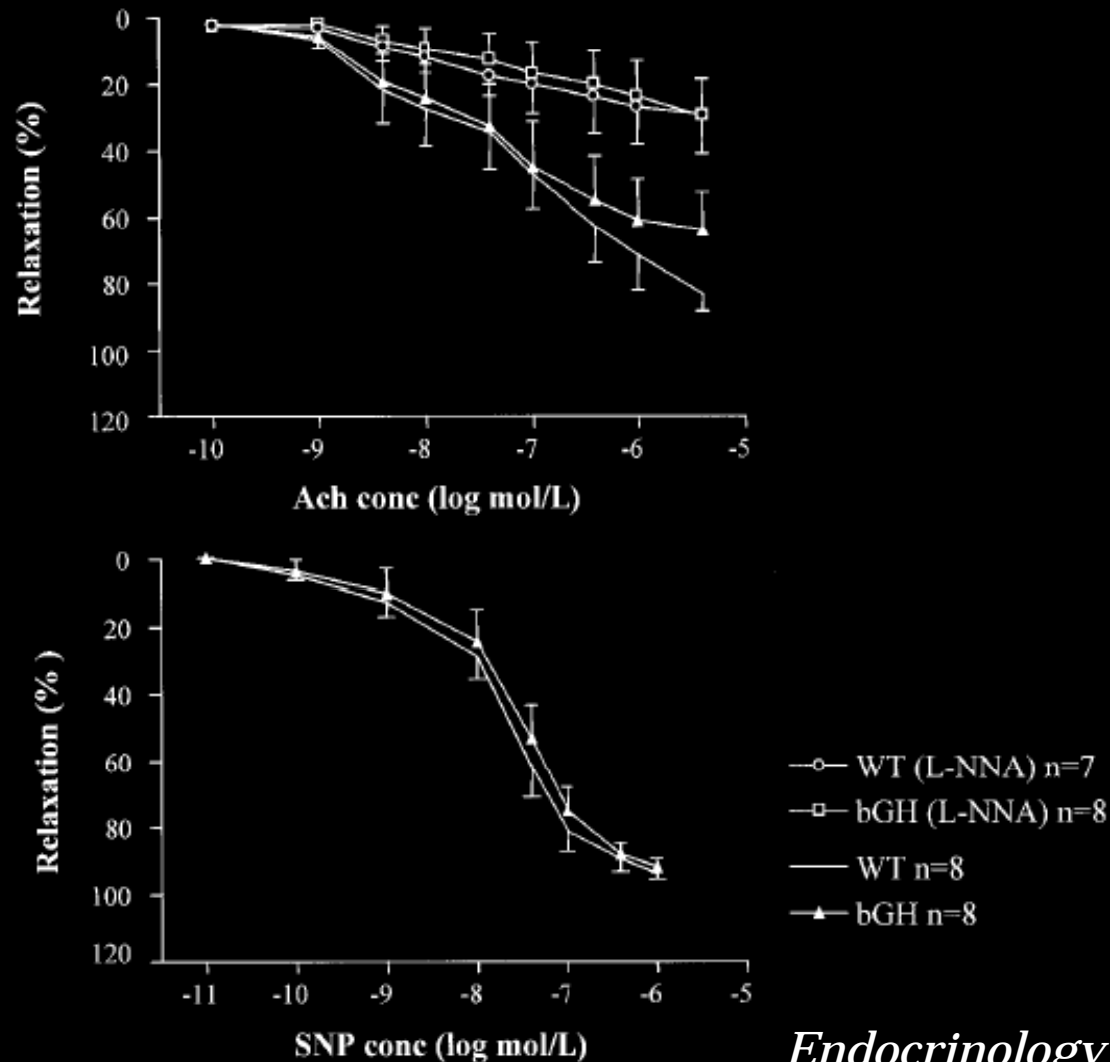 0
20
40
60
80
100
120
Relaxation (%)
-10 -9 -8 -7 -6 -5
Ach conc (log mol/L)
0
20
40
60
80
100
120
Relaxation (% )
-11 -10 -9 -8 -7 -6 -5
SNP conc (log mol/L)
WT (L-NNA) n=7
bGH (L-NNA) n=8
WT n=8
bGH n=8
Endocrinology